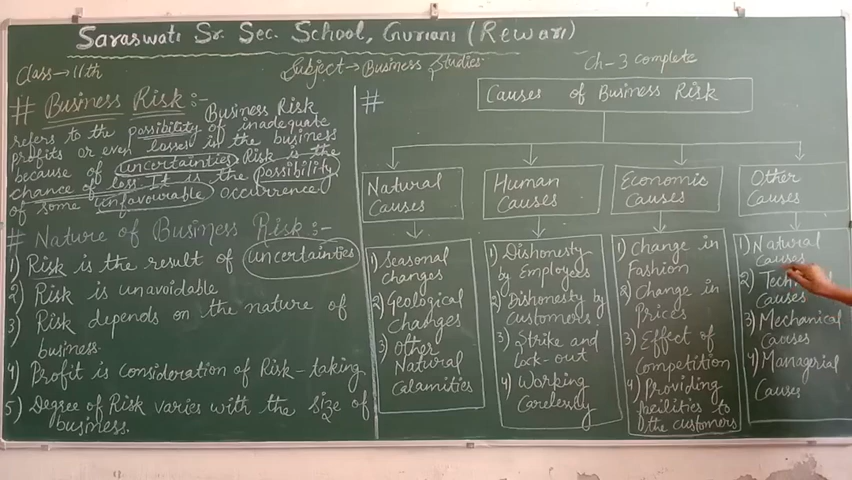 Saraswati Sr. Sec. School, Guriani (Rewari)
Class → 11th
Subject → Business Studies
Ch-3 complete
# Business Risk :-
Business Risk
refers to the possibility of inadequate
profits or even losses in the business
because of uncertainties. Risk is the
chance of loss. It is the possibility
of some unfavourable occurrence.
# Nature of Business Risk :-
1) Risk is the result of uncertainties
2) Risk is unavoidable
3) Risk depends on the nature of
business.
4) Profit is consideration of Risk-taking
5) Degree of Risk varies with the size of
business.
#
Causes of Business Risk
Natural
Causes
1) Seasonal
changes
2) Geological
Changes
3) Other
Natural
calamities
Human
Causes
1) Dishonesty
by Employees
2) Dishonesty by
customers
3) Strike and
lock-out
4) Working
Carelessly
Economic
Causes
1) Change in
Fashion
2) Change in
Prices
3) Effect of
Competition
4) Providing
facilities to
the customers
Other
Causes
1) Natural
Causes
2)
Causes
3) Mechanical
Causes
4) Managerial
Causes